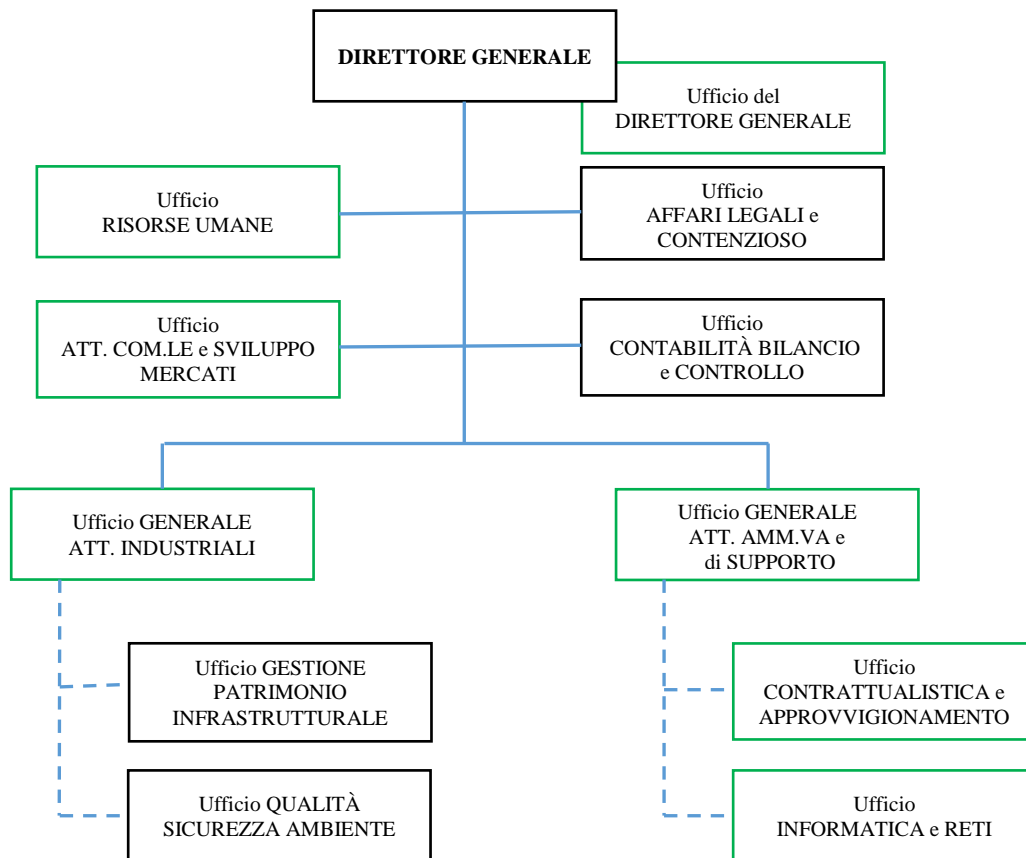 DIRETTORE GENERALE
Ufficio del
DIRETTORE GENERALE
Ufficio
RISORSE UMANE
Ufficio
AFFARI LEGALI e
CONTENZIOSO
Ufficio
ATT. COM.LE e SVILUPPO
MERCATI
Ufficio
CONTABILITÀ BILANCIO
e CONTROLLO
Ufficio GENERALE
ATT. INDUSTRIALI
Ufficio GENERALE
ATT. AMM.VA e
di SUPPORTO
Ufficio GESTIONE
PATRIMONIO
INFRASTRUTTURALE
Ufficio
CONTRATTUALISTICA e
APPROVVIGIONAMENTO
Ufficio QUALITÀ
SICUREZZA AMBIENTE
Ufficio
INFORMATICA e RETI